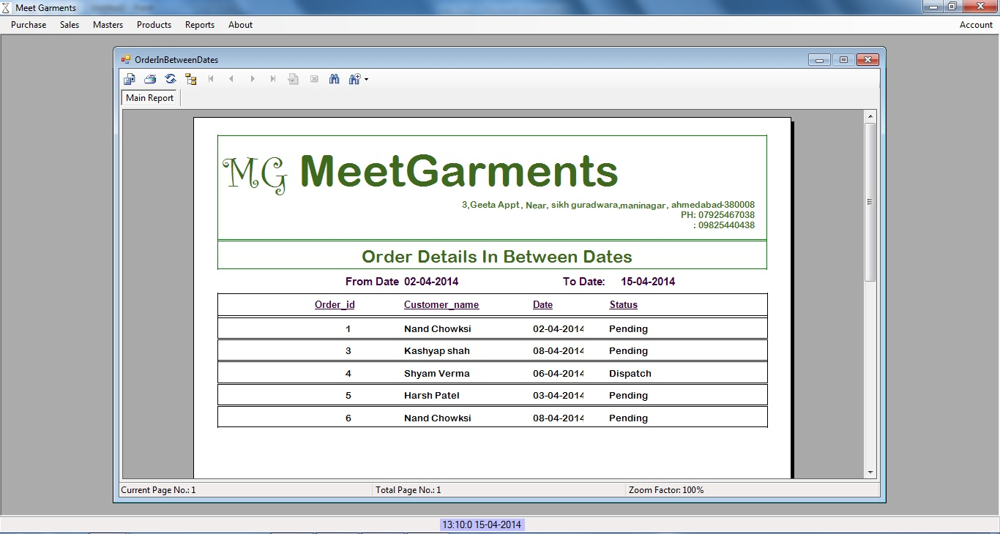 Meet Garments
Purchase Sales Masters Products Reports About Account
OrderInBetweenDates
Main Report
MG MeetGarments
3,Geeta Appt, Near, sikh guradwara,maninagar, ahmedabad-380008
PH: 07925467038
: 09825440438
Order Details In Between Dates
From Date 02-04-2014 To Date: 15-04-2014
Order_id Customer_name Date Status
1 Nand Chowksi 02-04-2014 Pending
3 Kashyap shah 08-04-2014 Pending
4 Shyam Verma 06-04-2014 Dispatch
5 Harsh Patel 03-04-2014 Pending
6 Nand Chowksi 08-04-2014 Pending
Current Page No.: 1 Total Page No.: 1 Zoom Factor: 100%
13:10:0 15-04-2014